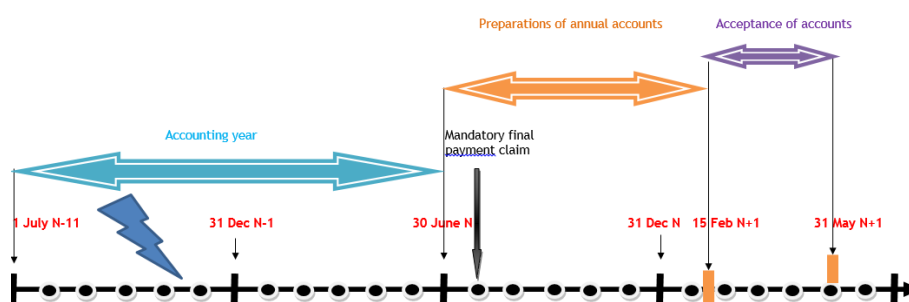 Preparations of annual accounts
Acceptance of accounts
Accounting year
Mandatory final
payment claim
1 July N-11
31 Dec N-1
30 June N
31 Dec N
15 Feb N+1
31 May N+1